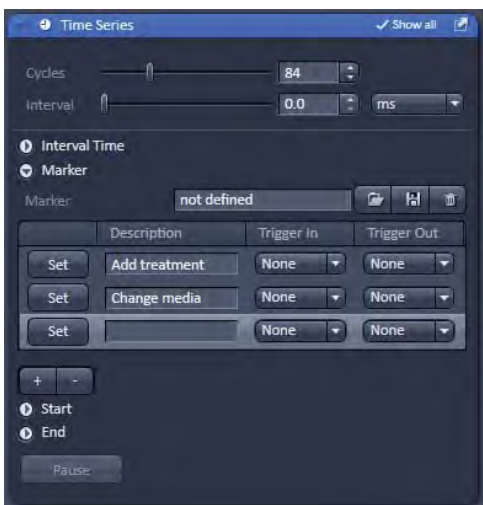 Time Series Show all
Cycles 84
Interval 0.0 ms
Interval Time
Marker
Marker not defined
Description Trigger In Trigger Out
Set Add treatment None None
Set Change media None None
Set None None
+ -
Start
End
Pause